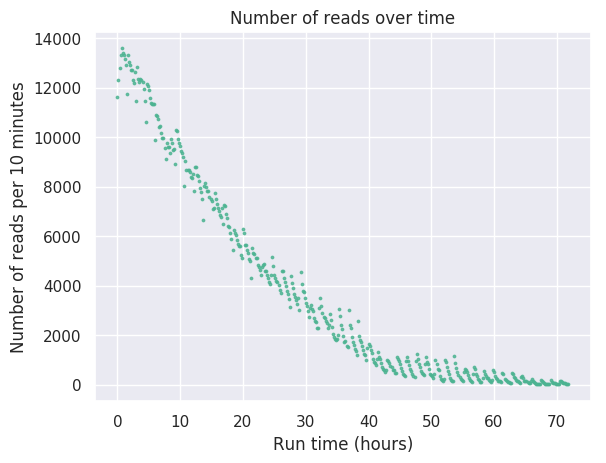 Number of reads over time
Number of reads per 10 minutes
14000
12000
10000
8000
6000
4000
2000
0
0 10 20 30 40 50 60 70
Run time (hours)